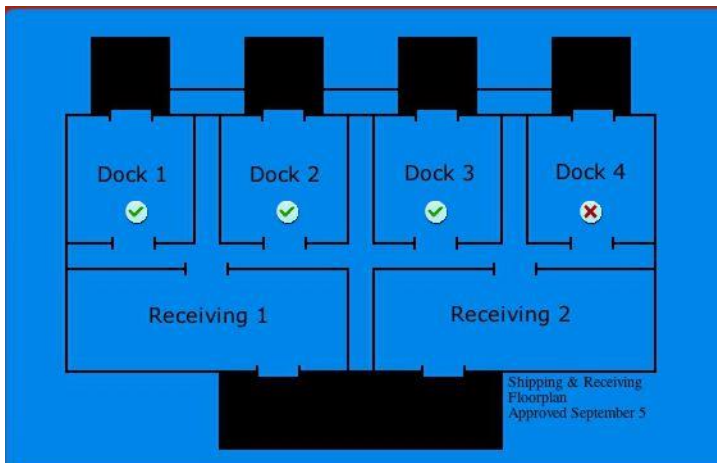 Dock 1
Dock 2
Dock 3
Dock 4
Receiving 1
Receiving 2
Shipping & Receiving
Floorplan
Approved September 5